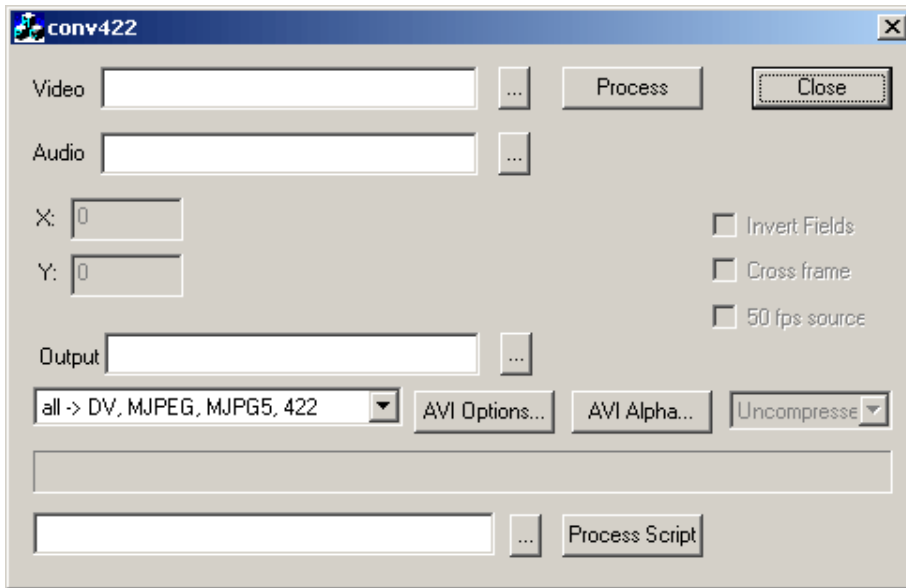 conv422
Video ... Process Close
Audio ...
X: 0
Invert Fields
Y: 0 Cross frame
50 fps source
Output ...
all -> DV, MJPEG, MJPG5, 422 AVI Options... AVI Alpha... Uncompresse
... Process Script